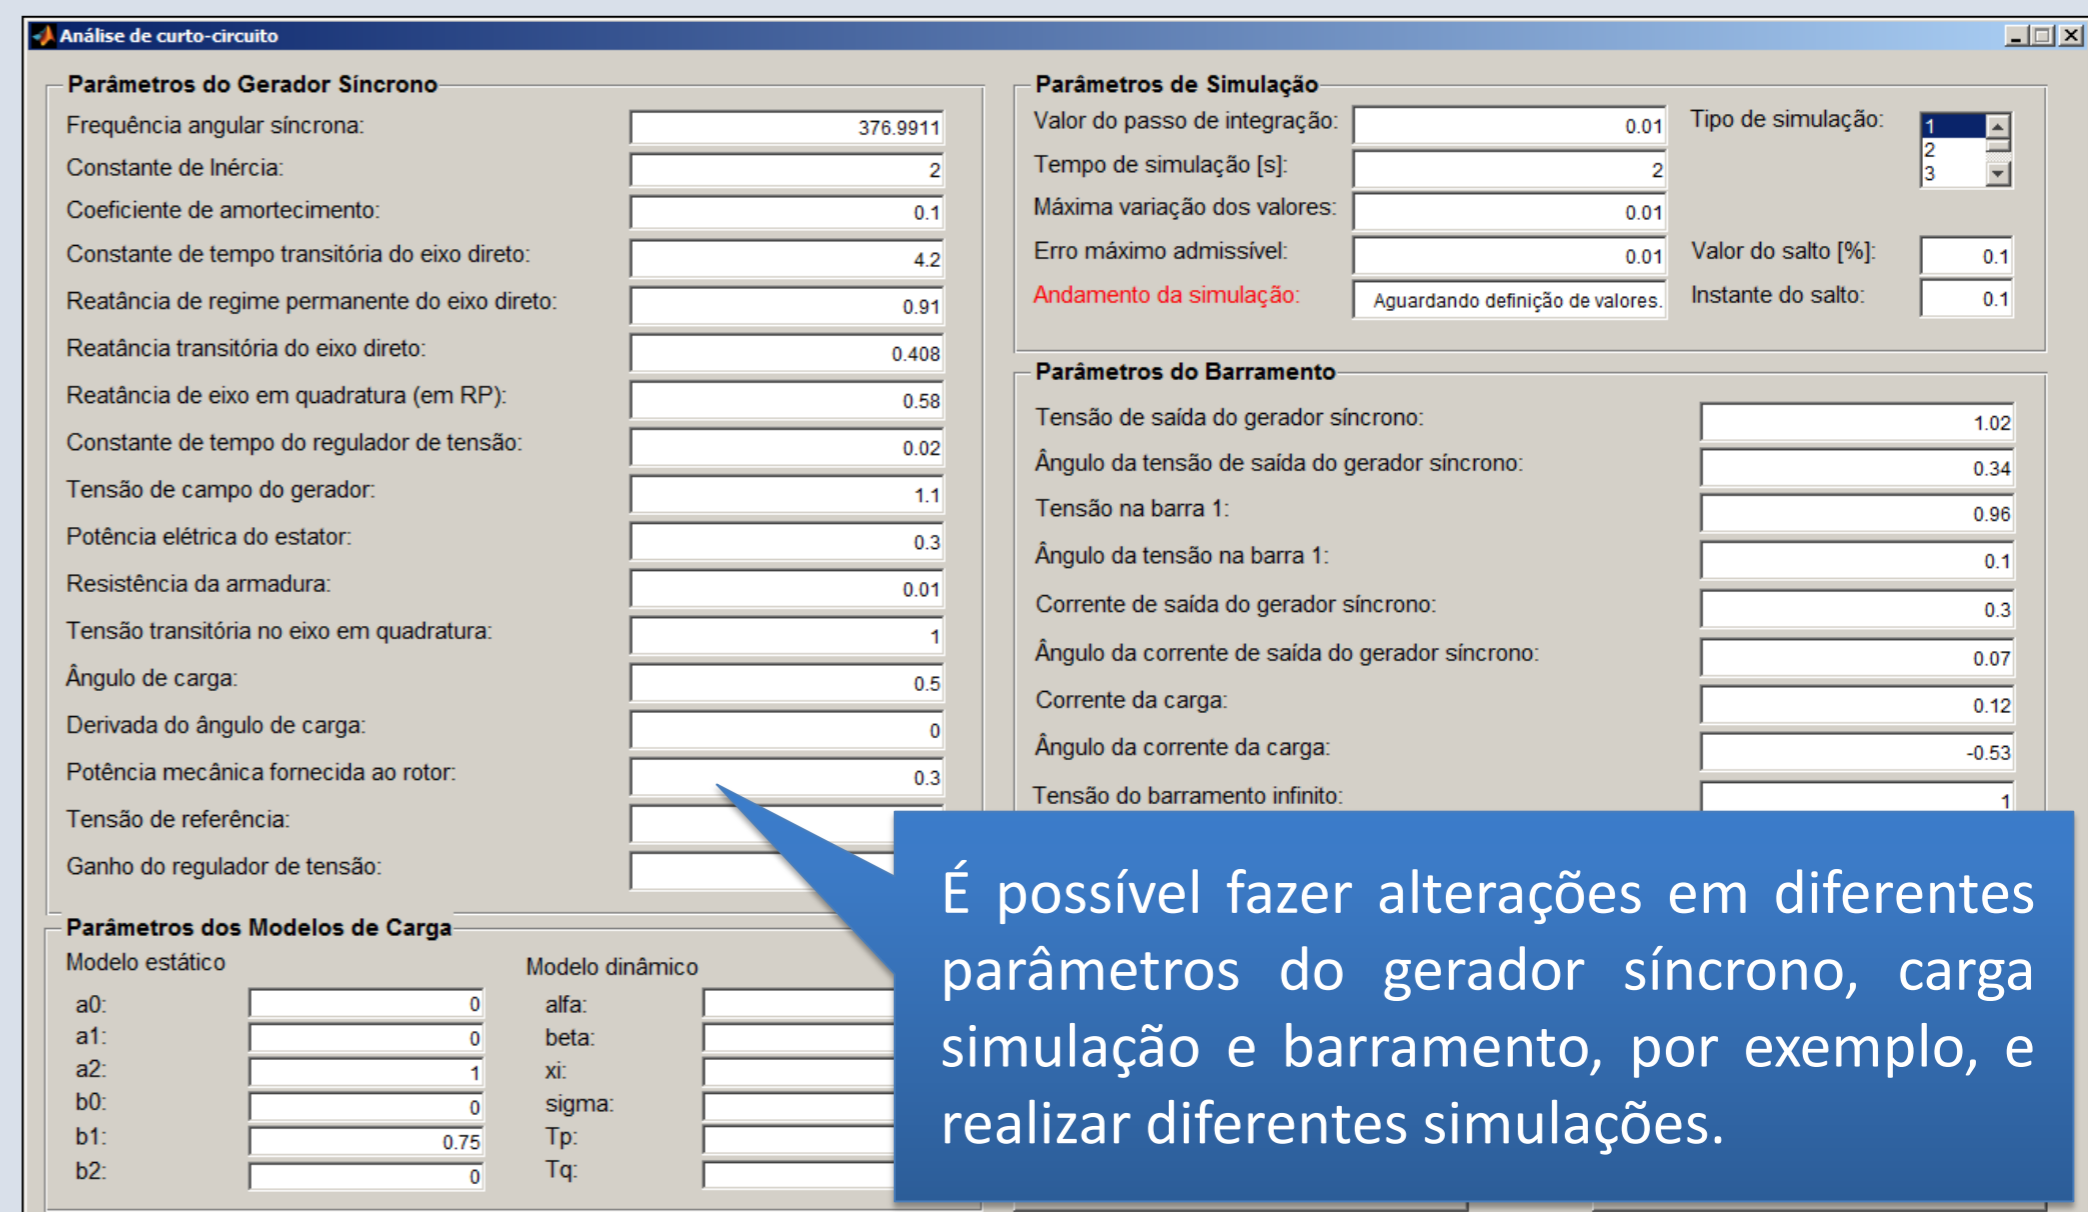 Análise de curto-circuito
Parâmetros do Gerador Síncrono
Frequência angular síncrona: 376.9911
Constante de Inércia: 2
Coeficiente de amortecimento: 0.1
Constante de tempo transitória do eixo direto: 4.2
Reatância de regime permanente do eixo direto: 0.91
Reatância transitória do eixo direto: 0.408
Reatância de eixo em quadratura (em RP): 0.58
Constante de tempo do regulador de tensão: 0.02
Tensão de campo do gerador: 1.1
Potência elétrica do estator: 0.3
Resistência da armadura: 0.01
Tensão transitória no eixo em quadratura: 1
Ângulo de carga: 0.5
Derivada do ângulo de carga: 0
Potência mecânica fornecida ao rotor: 0.3
Tensão de referência:
Ganho do regulador de tensão:
Parâmetros dos Modelos de Carga
Modelo estático
a0: 0
a1: 0
a2: 1
b0: 0
b1: 0.75
b2: 0
Modelo dinâmico
alfa:
beta:
xi:
sigma:
Tp:
Tq:
Parâmetros de Simulação
Valor do passo de integração: 0.01
Tempo de simulação [s]: 2
Máxima variação dos valores: 0.01
Erro máximo admissível: 0.01
Andamento da simulação: Aguardando definição de valores.
Tipo de simulação: 1
2
3
Valor do salto [%]: 0.1
Instante do salto: 0.1
Parâmetros do Barramento
Tensão de saída do gerador síncrono: 1.02
Ângulo da tensão de saída do gerador síncrono: 0.34
Tensão na barra 1: 0.96
Ângulo da tensão na barra 1: 0.1
Corrente de saída do gerador síncrono: 0.3
Ângulo da corrente de saída do gerador síncrono: 0.07
Corrente da carga: 0.12
Ângulo da corrente da carga: -0.53
Tensão do barramento infinito: 1
É possível fazer alterações em diferentes
parâmetros do gerador síncrono, carga
simulação e barramento, por exemplo, e
realizar diferentes simulações.